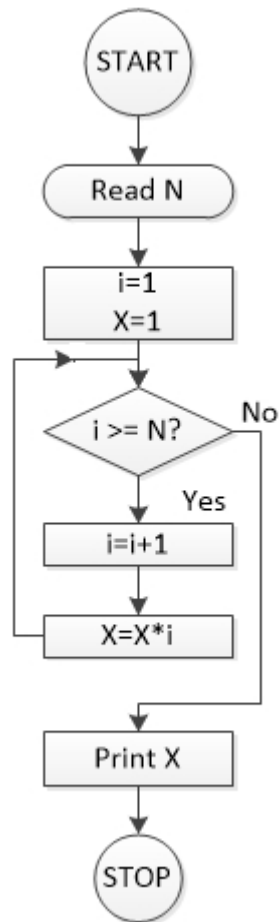 START
Read N
i=1
X=1
i >= N?
No
Yes
i=i+1
X=X*i
Print X
STOP